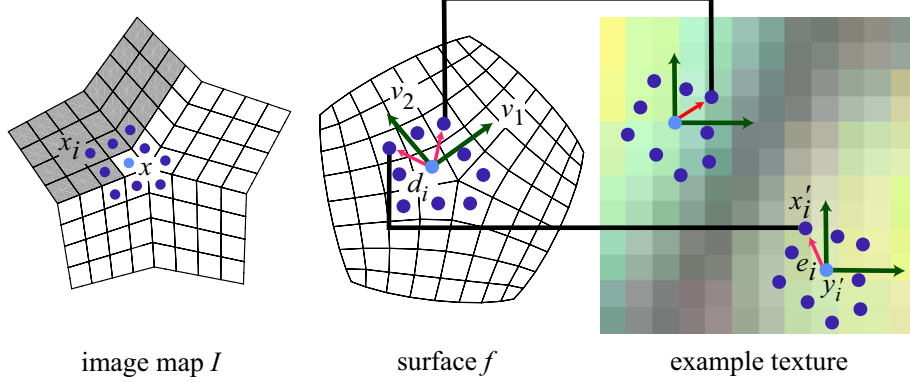 x_i
x
v_2
v_1
d_i
x'_i
e_i
y'_i
image map I
surface f
example texture